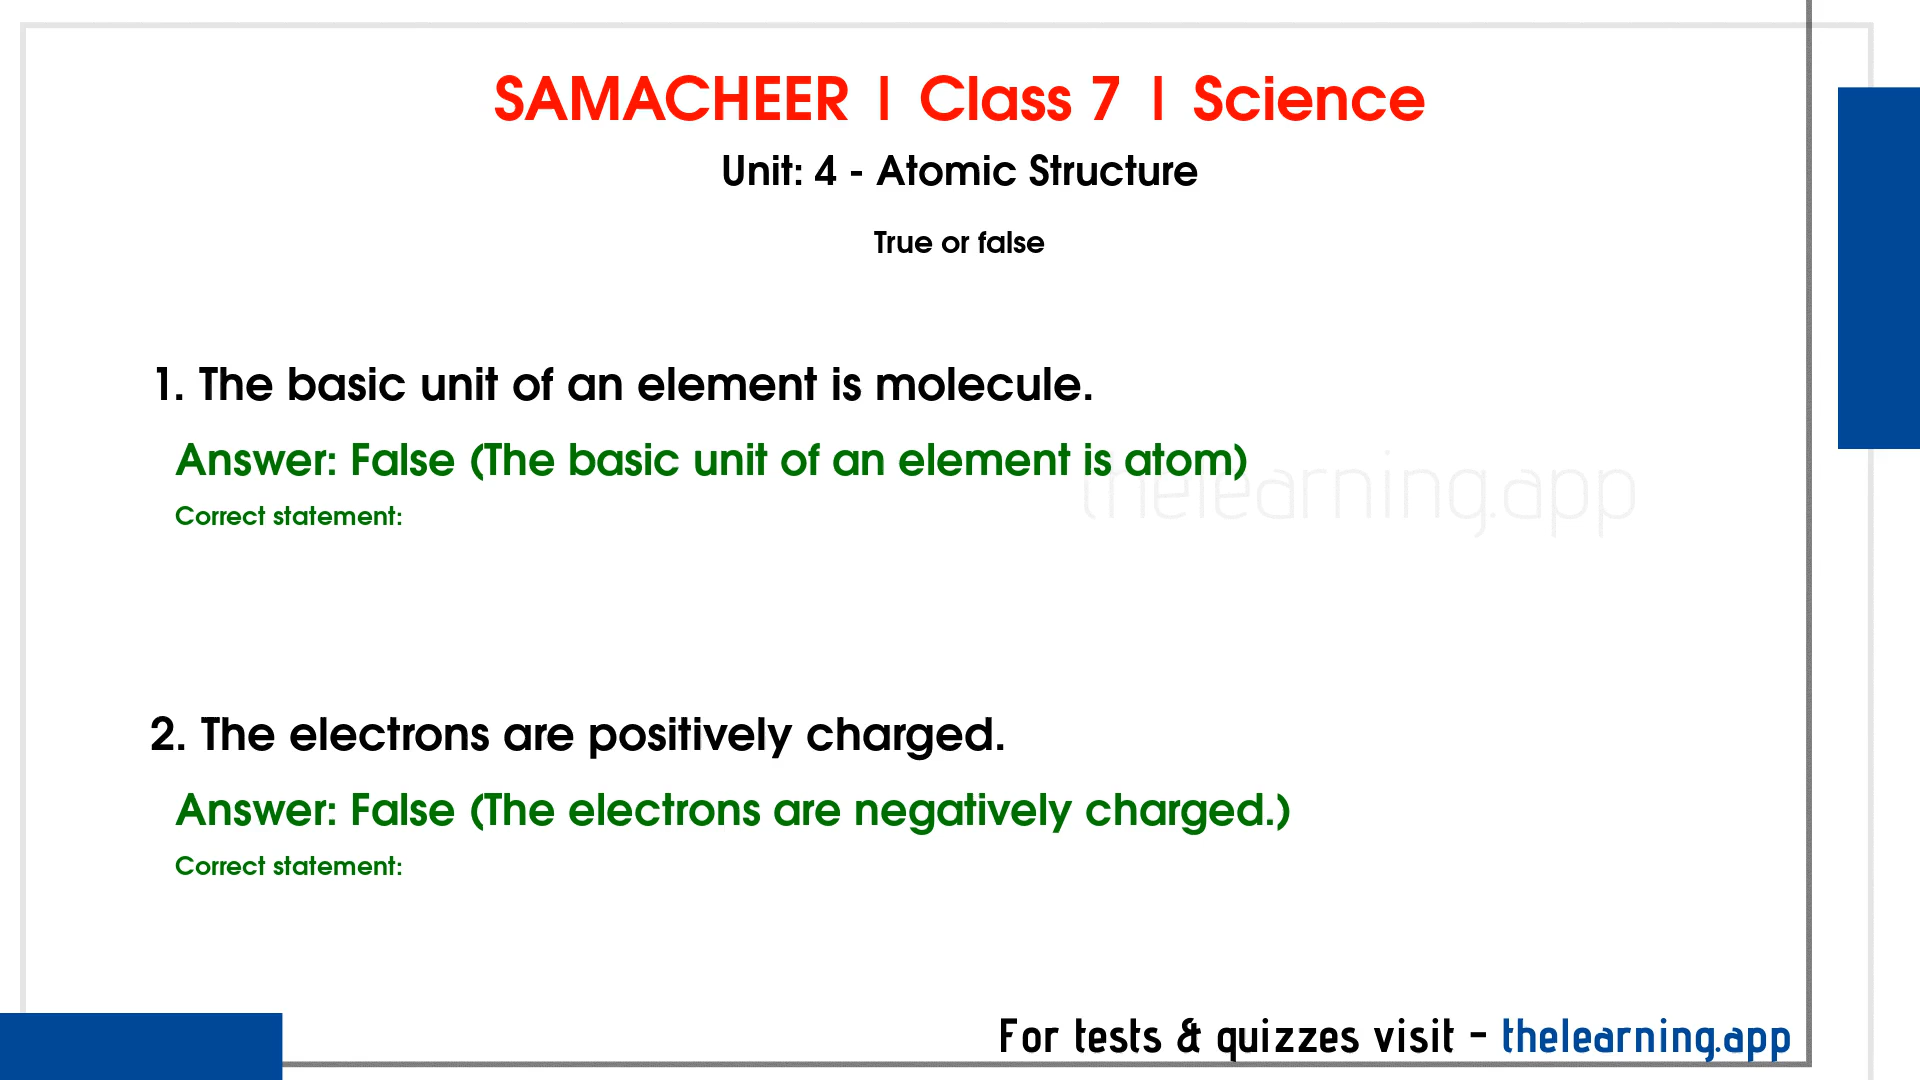 SAMACHEER | Class 7 | Science
Unit: 4 - Atomic Structure
True or false
1. The basic unit of an element is molecule.
Answer: False (The basic unit of an element is atom)
thelearning.app
Correct statement:
2. The electrons are positively charged.
Answer: False (The electrons are negatively charged.)
Correct statement:
For tests & quizzes visit - thelearning.app